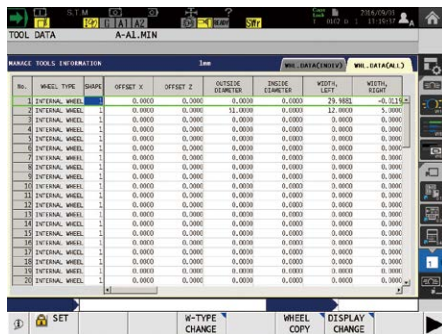 S.T.M
A1 A2
?
2016/09/01
11:19:17
TOOL DATA A-A1.MIN
MANAGE TOOLS INFORMATION 1mm WHL.DATA(INDIV) WHL.DATA(ALL)
No. WHEEL TYPE SHAPE OFFSET X OFFSET Z OUTSIDE DIAMETER INSIDE DIAMETER WIDTH, LEFT WIDTH, RIGHT
1 INTERNAL WHEEL 1 0.0000 0.0000 0.0000 0.0000 29.9881 -0.0119
2 INTERNAL WHEEL 1 0.0000 0.0000 51.0000 0.0000 12.0000 5.0000
3 INTERNAL WHEEL 1 0.0000 0.0000 0.0000 0.0000 0.0000 0.0000
4 INTERNAL WHEEL 1 0.0000 0.0000 0.0000 0.0000 0.0000 0.0000
5 INTERNAL WHEEL 1 0.0000 0.0000 0.0000 0.0000 0.0000 0.0000
6 INTERNAL WHEEL 1 0.0000 0.0000 0.0000 0.0000 0.0000 0.0000
7 INTERNAL WHEEL 1 0.0000 0.0000 0.0000 0.0000 0.0000 0.0000
8 INTERNAL WHEEL 1 0.0000 0.0000 0.0000 0.0000 0.0000 0.0000
9 INTERNAL WHEEL 1 0.0000 0.0000 0.0000 0.0000 0.0000 0.0000
10 INTERNAL WHEEL 1 0.0000 0.0000 0.0000 0.0000 0.0000 0.0000
11 INTERNAL WHEEL 1 0.0000 0.0000 0.0000 0.0000 0.0000 0.0000
12 INTERNAL WHEEL 1 0.0000 0.0000 0.0000 0.0000 0.0000 0.0000
13 INTERNAL WHEEL 1 0.0000 0.0000 0.0000 0.0000 0.0000 0.0000
14 INTERNAL WHEEL 1 0.0000 0.0000 0.0000 0.0000 0.0000 0.0000
15 INTERNAL WHEEL 1 0.0000 0.0000 0.0000 0.0000 0.0000 0.0000
16 INTERNAL WHEEL 1 0.0000 0.0000 0.0000 0.0000 0.0000 0.0000
17 INTERNAL WHEEL 1 0.0000 0.0000 0.0000 0.0000 0.0000 0.0000
18 INTERNAL WHEEL 1 0.0000 0.0000 0.0000 0.0000 0.0000 0.0000
19 INTERNAL WHEEL 1 0.0000 0.0000 0.0000 0.0000 0.0000 0.0000
20 INTERNAL WHEEL 1 0.0000 0.0000 0.0000 0.0000 0.0000 0.0000
SET W-TYPE CHANGE WHEEL COPY DISPLAY CHANGE